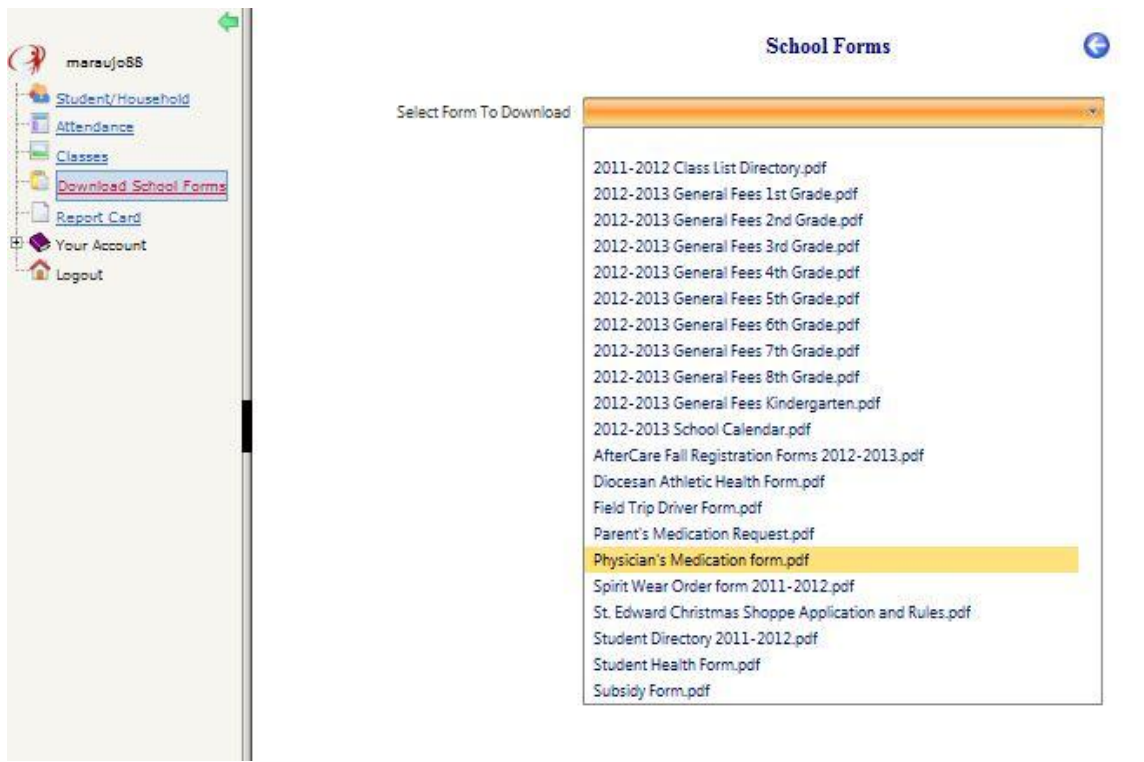 maraujo88
Student/Household
Attendance
Classes
Download School Forms
Report Card
Your Account
Logout
School Forms
Select Form To Download
2011-2012 Class List Directory.pdf
2012-2013 General Fees 1st Grade.pdf
2012-2013 General Fees 2nd Grade.pdf
2012-2013 General Fees 3rd Grade.pdf
2012-2013 General Fees 4th Grade.pdf
2012-2013 General Fees 5th Grade.pdf
2012-2013 General Fees 6th Grade.pdf
2012-2013 General Fees 7th Grade.pdf
2012-2013 General Fees 8th Grade.pdf
2012-2013 General Fees Kindergarten.pdf
2012-2013 School Calendar.pdf
AfterCare Fall Registration Forms 2012-2013.pdf
Diocesan Athletic Health Form.pdf
Field Trip Driver Form.pdf
Parent's Medication Request.pdf
Physician's Medication form.pdf
Spirit Wear Order form 2011-2012.pdf
St. Edward Christmas Shoppe Application and Rules.pdf
Student Directory 2011-2012.pdf
Student Health Form.pdf
Subsidy Form.pdf